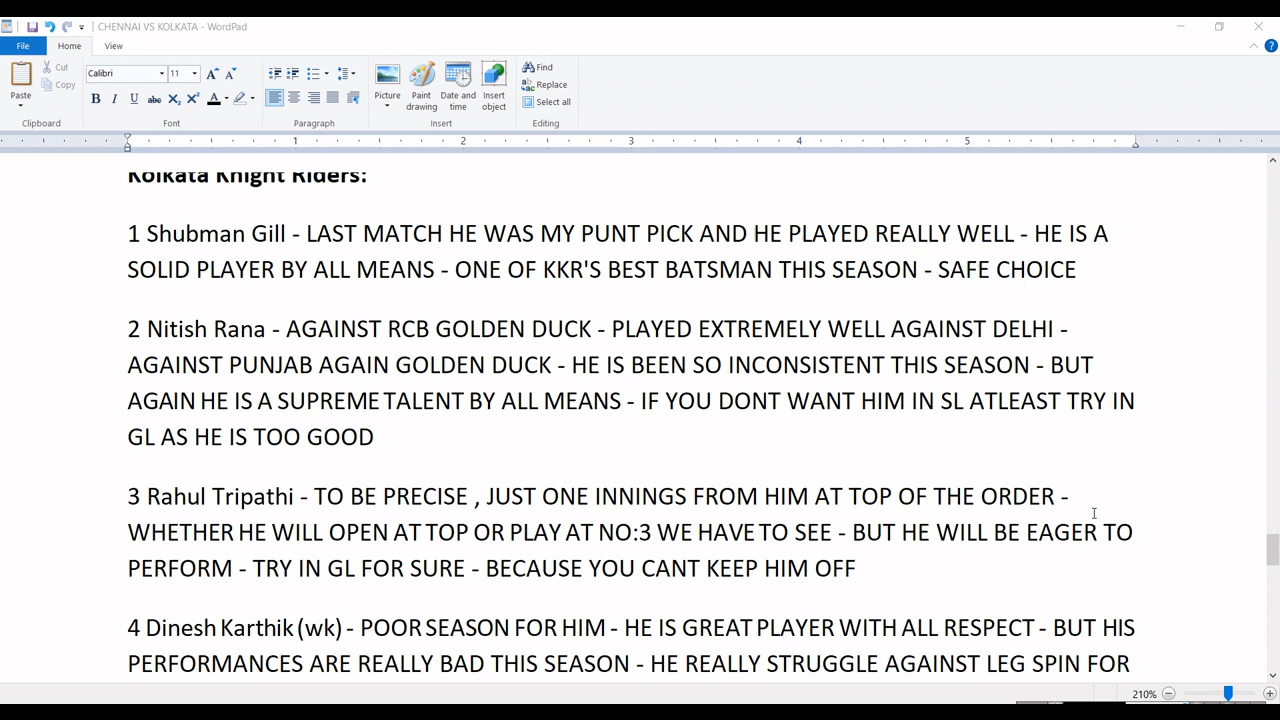 CHENNAI VS KOLKATA - WordPad
File Home View
Cut
Copy
Paste
Calibri 11
B I U abc X₂ X² A
Picture
Paint drawing
Date and time
Insert object
Find
Replace
Select all
Clipboard Font Paragraph Insert Editing
1 2 3 4 5
Kolkata Knight Riders:
1 Shubman Gill - LAST MATCH HE WAS MY PUNT PICK AND HE PLAYED REALLY WELL - HE IS A
SOLID PLAYER BY ALL MEANS - ONE OF KKR'S BEST BATSMAN THIS SEASON - SAFE CHOICE
2 Nitish Rana - AGAINST RCB GOLDEN DUCK - PLAYED EXTREMELY WELL AGAINST DELHI -
AGAINST PUNJAB AGAIN GOLDEN DUCK - HE IS BEEN SO INCONSISTENT THIS SEASON - BUT
AGAIN HE IS A SUPREME TALENT BY ALL MEANS - IF YOU DONT WANT HIM IN SL ATLEAST TRY IN
GL AS HE IS TOO GOOD
3 Rahul Tripathi - TO BE PRECISE , JUST ONE INNINGS FROM HIM AT TOP OF THE ORDER -
WHETHER HE WILL OPEN AT TOP OR PLAY AT NO:3 WE HAVE TO SEE - BUT HE WILL BE EAGER TO
PERFORM - TRY IN GL FOR SURE - BECAUSE YOU CANT KEEP HIM OFF
4 Dinesh Karthik (wk) - POOR SEASON FOR HIM - HE IS GREAT PLAYER WITH ALL RESPECT - BUT HIS
PERFORMANCES ARE REALLY BAD THIS SEASON - HE REALLY STRUGGLE AGAINST LEG SPIN FOR
210%